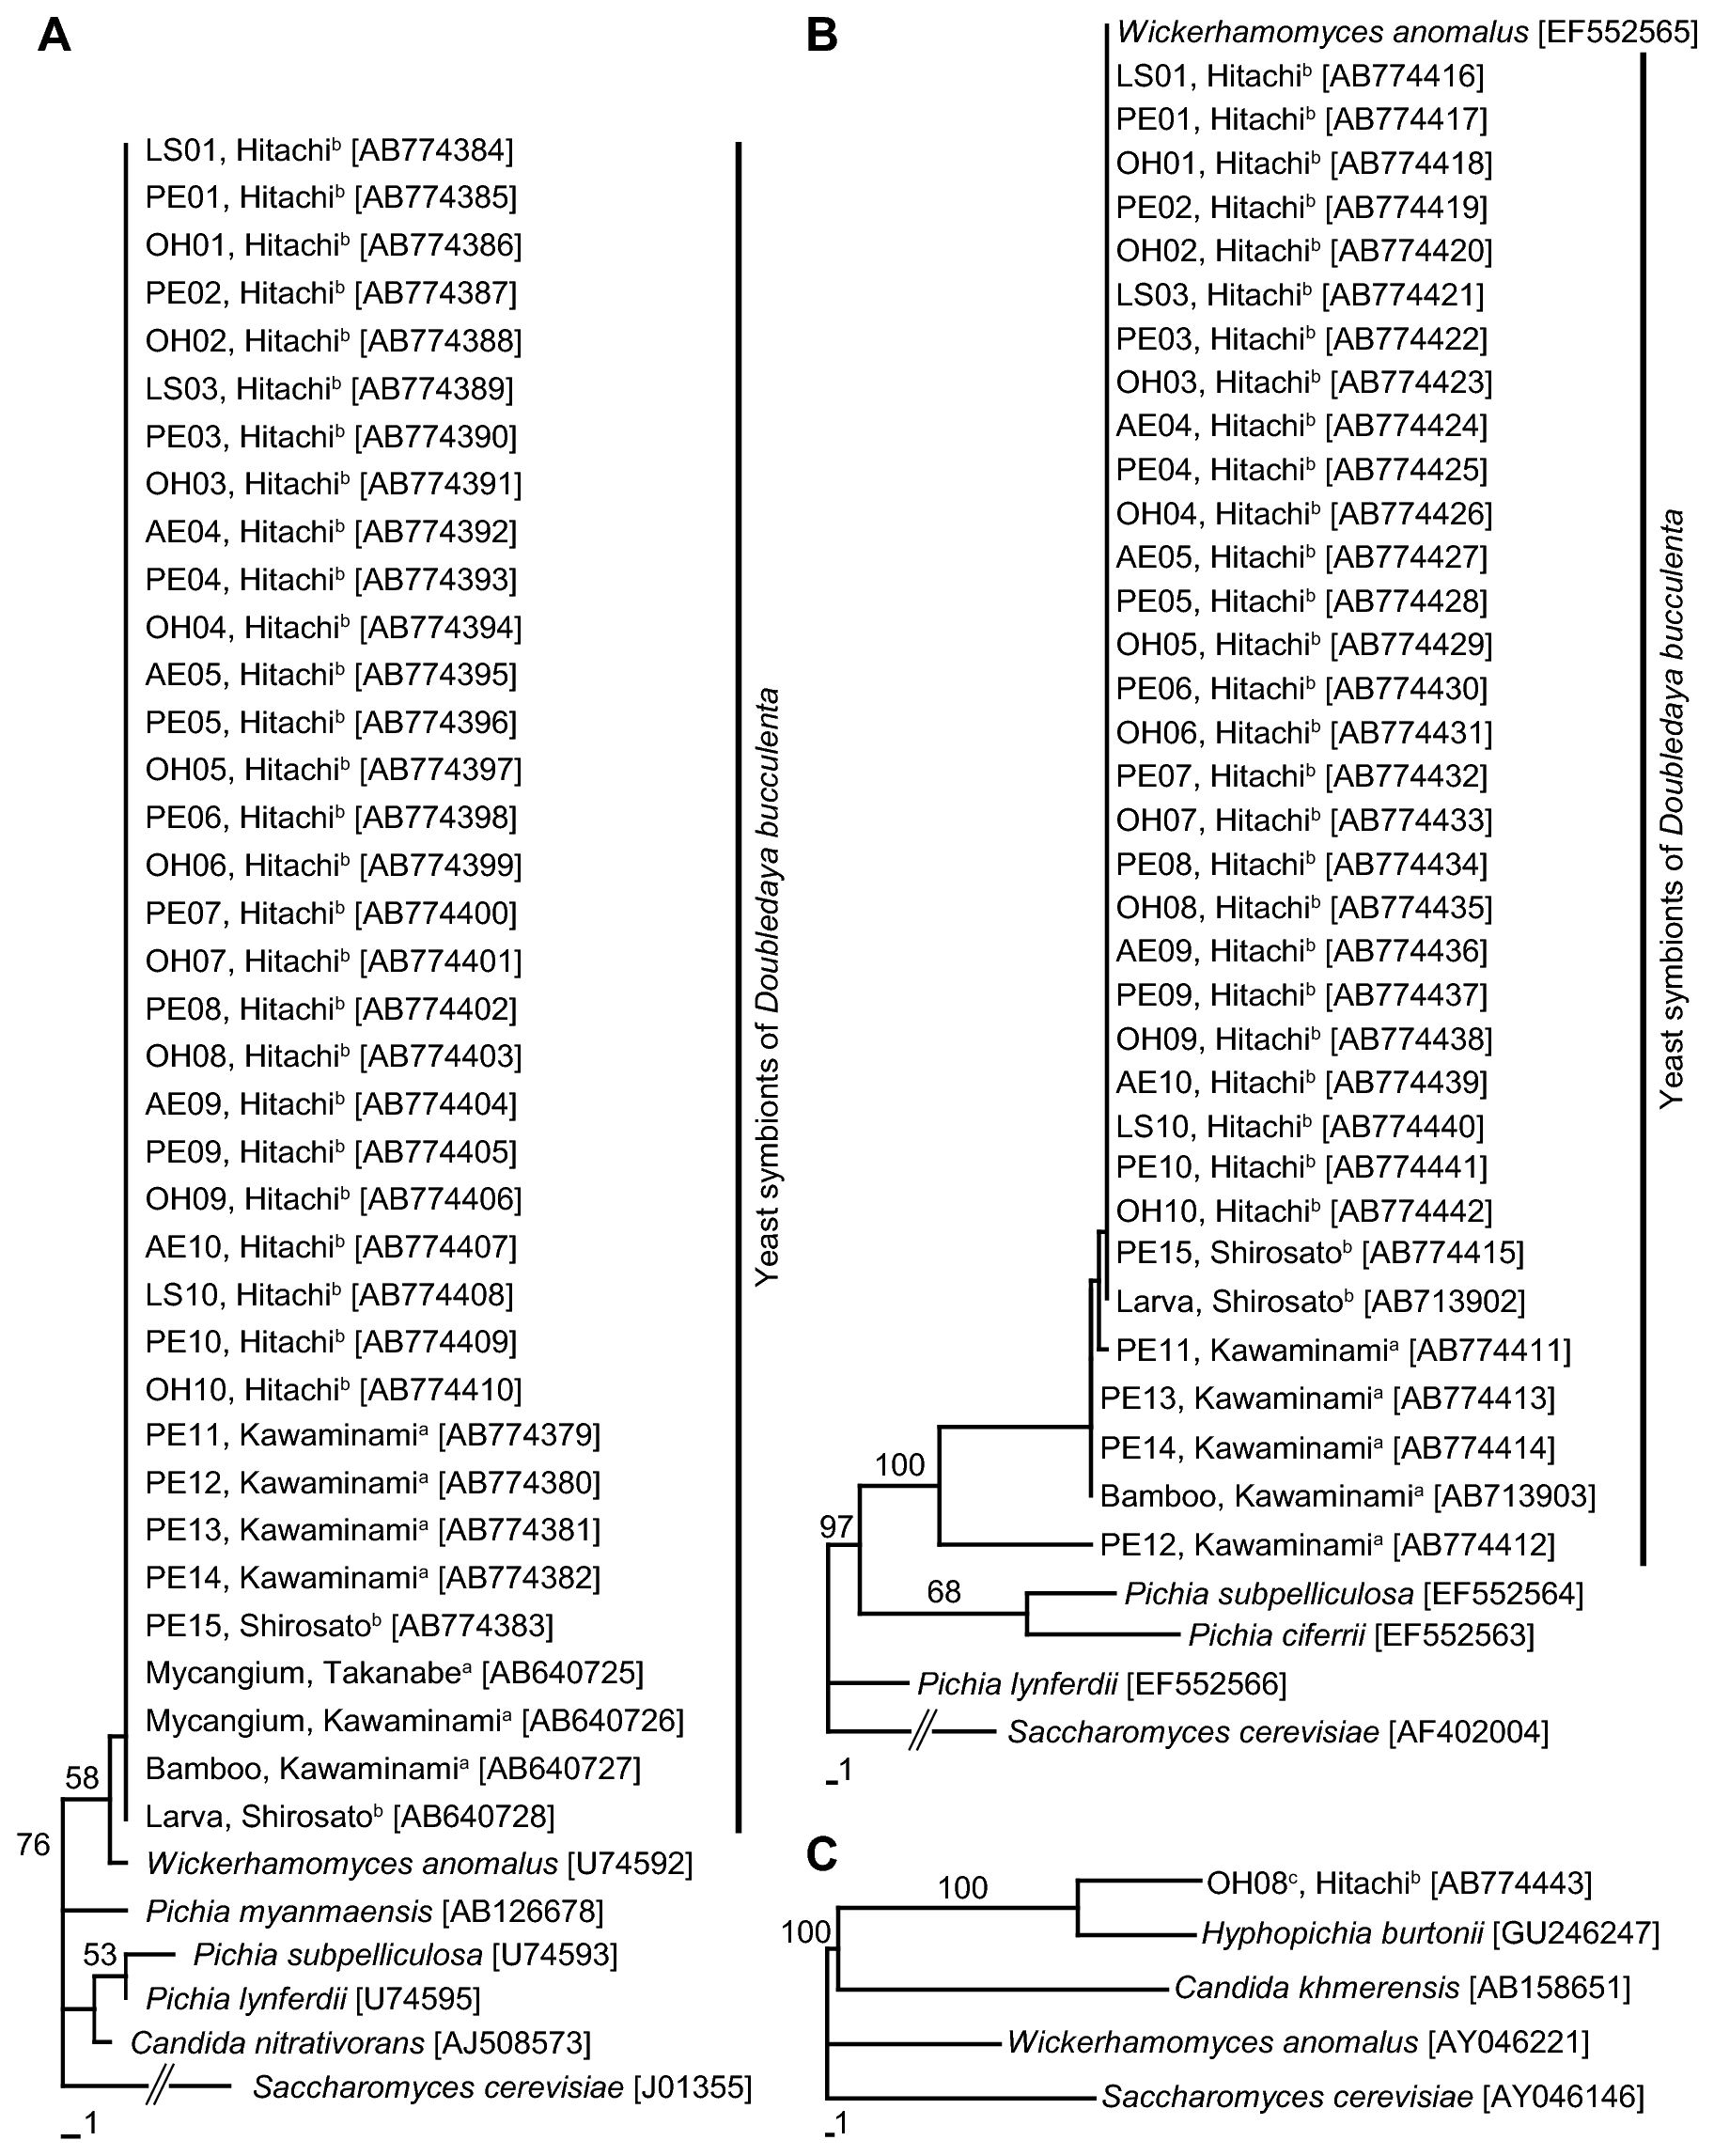 A
LS01, Hitachiᵇ [AB774384]
PE01, Hitachiᵇ [AB774385]
OH01, Hitachiᵇ [AB774386]
PE02, Hitachiᵇ [AB774387]
OH02, Hitachiᵇ [AB774388]
LS03, Hitachiᵇ [AB774389]
PE03, Hitachiᵇ [AB774390]
OH03, Hitachiᵇ [AB774391]
AE04, Hitachiᵇ [AB774392]
PE04, Hitachiᵇ [AB774393]
OH04, Hitachiᵇ [AB774394]
AE05, Hitachiᵇ [AB774395]
PE05, Hitachiᵇ [AB774396]
OH05, Hitachiᵇ [AB774397]
PE06, Hitachiᵇ [AB774398]
OH06, Hitachiᵇ [AB774399]
PE07, Hitachiᵇ [AB774400]
OH07, Hitachiᵇ [AB774401]
PE08, Hitachiᵇ [AB774402]
OH08, Hitachiᵇ [AB774403]
AE09, Hitachiᵇ [AB774404]
PE09, Hitachiᵇ [AB774405]
OH09, Hitachiᵇ [AB774406]
AE10, Hitachiᵇ [AB774407]
LS10, Hitachiᵇ [AB774408]
PE10, Hitachiᵇ [AB774409]
OH10, Hitachiᵇ [AB774410]
PE11, Kawaminamiᵃ [AB774379]
PE12, Kawaminamiᵃ [AB774380]
PE13, Kawaminamiᵃ [AB774381]
PE14, Kawaminamiᵃ [AB774382]
PE15, Shirosatoᵇ [AB774383]
Mycangium, Takanabeᵃ [AB640725]
Mycangium, Kawaminamiᵃ [AB640726]
Bamboo, Kawaminamiᵃ [AB640727]
58
Larva, Shirosatoᵇ [AB640728]
76
Wickerhamomyces anomalus [U74592]
Pichia myanmaensis [AB126678]
53
Pichia subpelliculosa [U74593]
Pichia lynferdii [U74595]
Candida nitrativorans [AJ508573]
Saccharomyces cerevisiae [J01355]
1
Yeast symbionts of Doubledaya bucculenta
B
Wickerhamomyces anomalus [EF552565]
LS01, Hitachiᵇ [AB774416]
PE01, Hitachiᵇ [AB774417]
OH01, Hitachiᵇ [AB774418]
PE02, Hitachiᵇ [AB774419]
OH02, Hitachiᵇ [AB774420]
LS03, Hitachiᵇ [AB774421]
PE03, Hitachiᵇ [AB774422]
OH03, Hitachiᵇ [AB774423]
AE04, Hitachiᵇ [AB774424]
PE04, Hitachiᵇ [AB774425]
OH04, Hitachiᵇ [AB774426]
AE05, Hitachiᵇ [AB774427]
PE05, Hitachiᵇ [AB774428]
OH05, Hitachiᵇ [AB774429]
PE06, Hitachiᵇ [AB774430]
OH06, Hitachiᵇ [AB774431]
PE07, Hitachiᵇ [AB774432]
OH07, Hitachiᵇ [AB774433]
PE08, Hitachiᵇ [AB774434]
OH08, Hitachiᵇ [AB774435]
AE09, Hitachiᵇ [AB774436]
PE09, Hitachiᵇ [AB774437]
OH09, Hitachiᵇ [AB774438]
AE10, Hitachiᵇ [AB774439]
LS10, Hitachiᵇ [AB774440]
PE10, Hitachiᵇ [AB774441]
OH10, Hitachiᵇ [AB774442]
PE15, Shirosatoᵇ [AB774415]
Larva, Shirosatoᵇ [AB713902]
PE11, Kawaminamiᵃ [AB774411]
PE13, Kawaminamiᵃ [AB774413]
PE14, Kawaminamiᵃ [AB774414]
100
Bamboo, Kawaminamiᵃ [AB713903]
97
PE12, Kawaminamiᵃ [AB774412]
68
Pichia subpelliculosa [EF552564]
Pichia ciferrii [EF552563]
Pichia lynferdii [EF552566]
Saccharomyces cerevisiae [AF402004]
1
Yeast symbionts of Doubledaya bucculenta
C
100
OH08ᶜ, Hitachiᵇ [AB774443]
100
Hyphopichia burtonii [GU246247]
Candida khmerensis [AB158651]
Wickerhamomyces anomalus [AY046221]
Saccharomyces cerevisiae [AY046146]
1